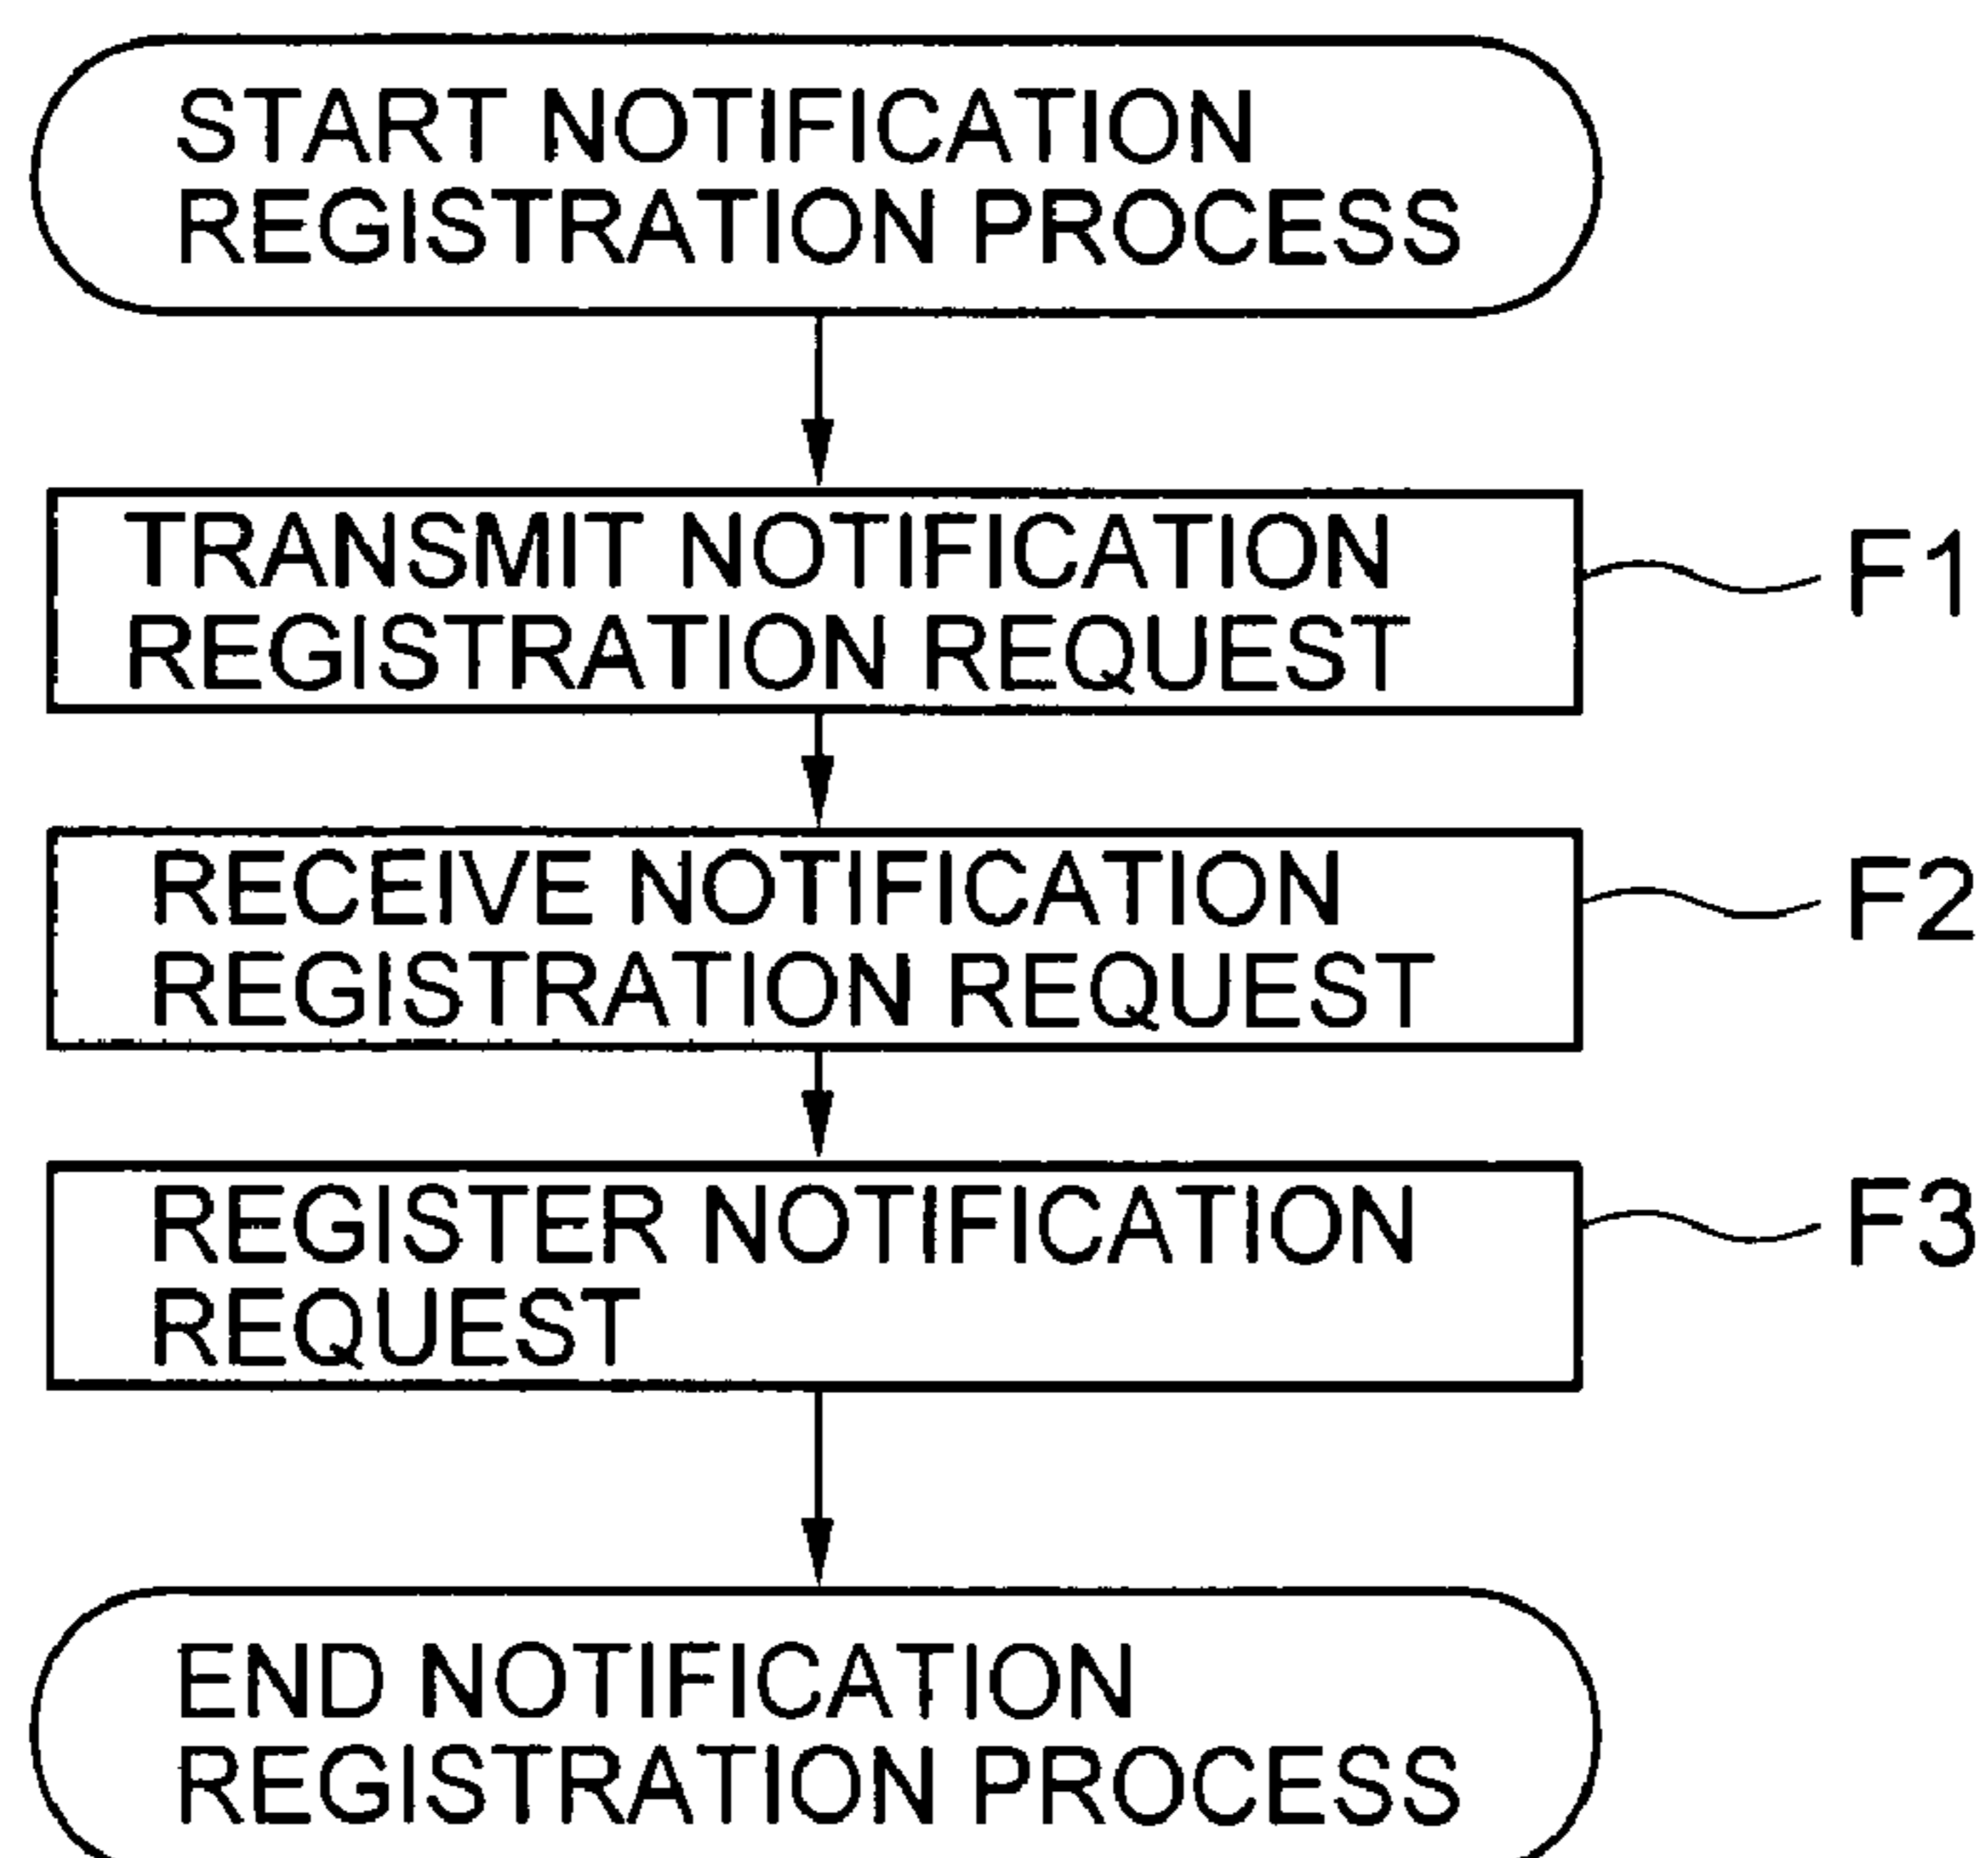 START NOTIFICATION
REGISTRATION PROCESS
TRANSMIT NOTIFICATION
REGISTRATION REQUEST
F1
RECEIVE NOTIFICATION
REGISTRATION REQUEST
F2
REGISTER NOTIFICATION
REQUEST
F3
END NOTIFICATION
REGISTRATION PROCESS